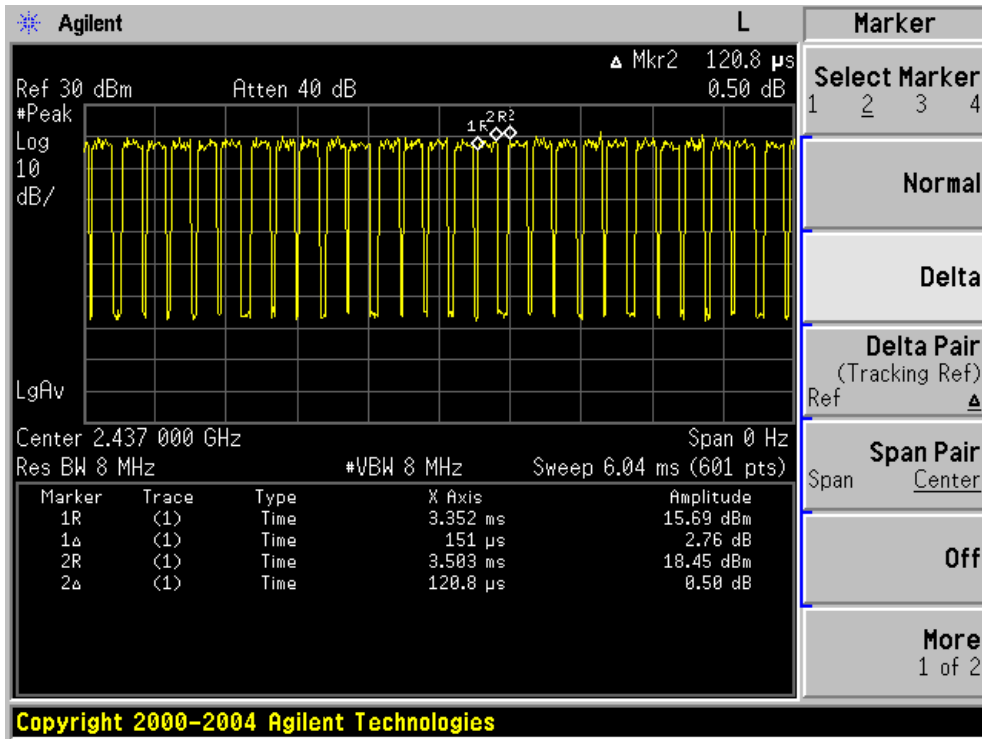 Agilent L Marker
Δ Mkr2 120.8 µs
Ref 30 dBm Atten 40 dB 0.50 dB
#Peak
Log
10
dB/
1R 2R 2
LgAv
Center 2.437 000 GHz Span 0 Hz
Res BW 8 MHz #VBW 8 MHz Sweep 6.04 ms (601 pts)
Marker Trace Type X Axis Amplitude
1R (1) Time 3.352 ms 15.69 dBm
1Δ (1) Time 151 µs 2.76 dB
2R (1) Time 3.503 ms 18.45 dBm
2Δ (1) Time 120.8 µs 0.50 dB
Select Marker
1 2 3 4
Normal
Delta
Delta Pair
(Tracking Ref)
Ref Δ
Span Pair
Span Center
Off
More
1 of 2
Copyright 2000-2004 Agilent Technologies